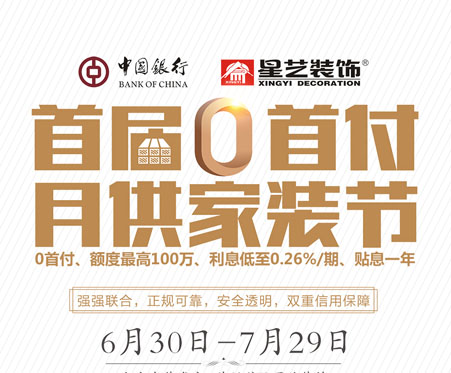 中国银行 星艺装饰®
BANK OF CHINA XINGYI DECORATION
首届0首付
月供家装节
0首付、额度最高100万、利息低至0.26%/期、贴息一年
强强联合，正规可靠，安全透明，双重信用保障
6月30日-7月29日